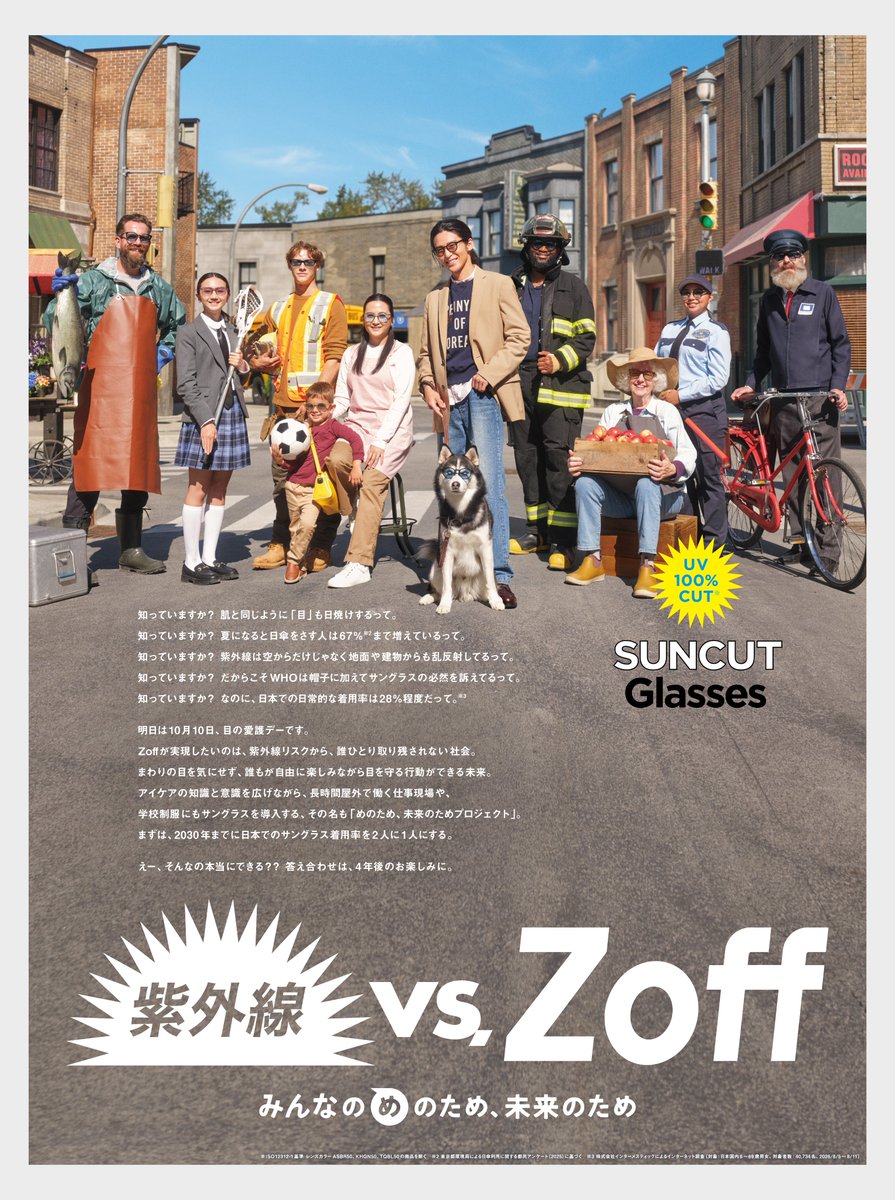 ROO
AVAI
WALK
UV
100%
CUT※
SUNCUT
Glasses
知っていますか？ 肌と同じように「目」も日焼けするって。
知っていますか？ 夏になると日傘をさす人は67%※2まで増えているって。
知っていますか？ 紫外線は空からだけじゃなく地面や建物からも乱反射してるって。
知っていますか？ だからこそWHOは帽子に加えてサングラスの必然を訴えてるって。
知っていますか？ なのに、日本での日常的な着用率は28%程度だって。※3
明日は10月10日、目の愛護デーです。
Zoffが実現したいのは、紫外線リスクから、誰ひとり取り残されない社会。
まわりの目を気にせず、誰もが自由に楽しみながら目を守る行動ができる未来。
アイケアの知識と意識を広げながら、長時間屋外で働く仕事現場や、
学校制服にもサングラスを導入する、その名も「めのため、未来のためプロジェクト」。
まずは、2030年までに日本でのサングラス着用率を2人に1人にする。
えー、そんなの本当にできる？？ 答え合わせは、4年後のお楽しみに。
紫外線 vs. Zoff
みんなのめのため、未来のため